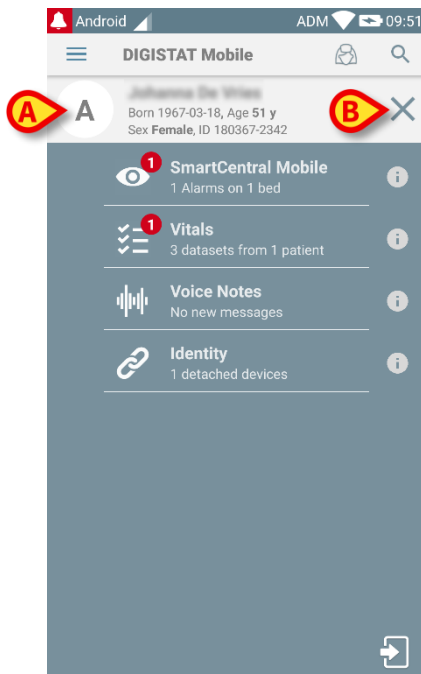 Android ADM 09:51
DIGISTAT Mobile
A A B
Born 1967-03-18, Age 51 y
Sex Female, ID 180367-2342
1 SmartCentral Mobile
1 Alarms on 1 bed
1 Vitals
3 datasets from 1 patient
Voice Notes
No new messages
Identity
1 detached devices